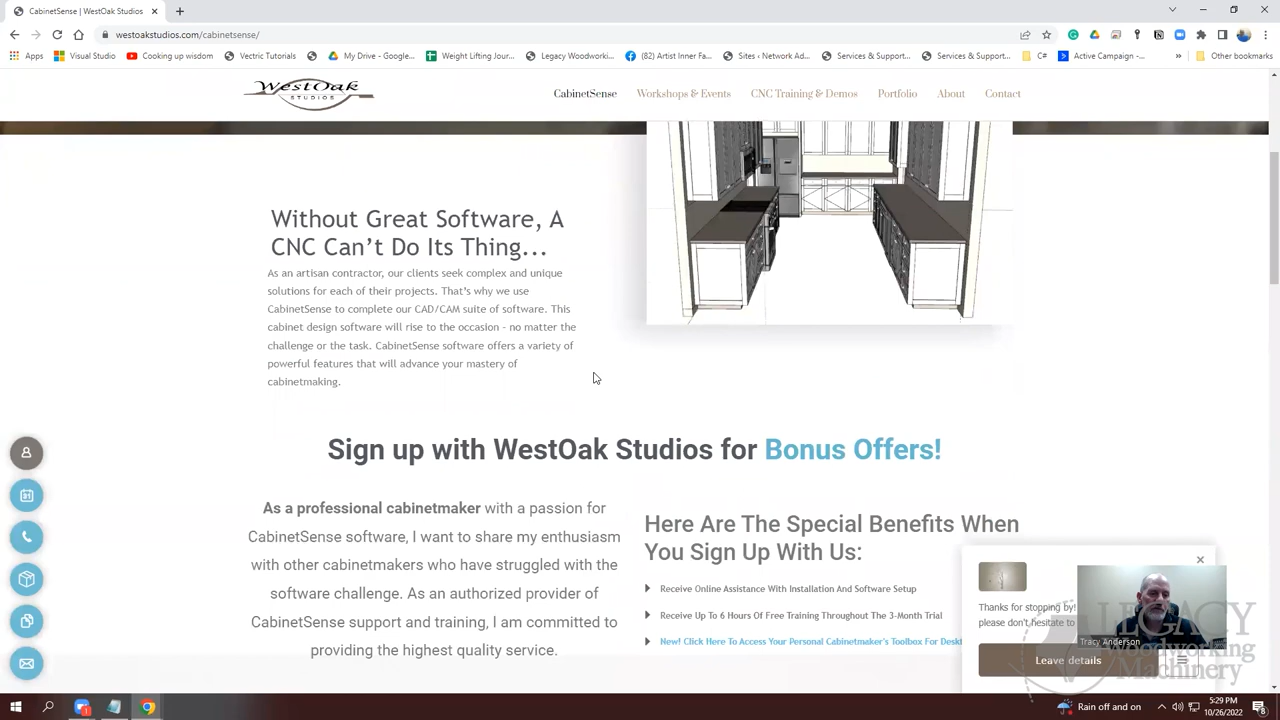 CabinetSense | WestOak Studios
westoakstudios.com/cabinetsense/
Apps
Visual Studio
Cooking up wisdom
Vectric Tutorials
My Drive - Google...
Weight Lifting Jour...
Legacy Woodworki...
(82) Artist Inner Fa...
Sites ‹ Network Ad...
Services & Support...
Services & Support...
C#
Active Campaign -...
»
Other bookmarks
WestOak
STUDIOS
CabinetSense
Workshops & Events
CNC Training & Demos
Portfolio
About
Contact
Without Great Software, A
CNC Can't Do Its Thing...
As an artisan contractor, our clients seek complex and unique
solutions for each of their projects. That's why we use
CabinetSense to complete our CAD/CAM suite of software. This
cabinet design software will rise to the occasion – no matter the
challenge or the task. CabinetSense software offers a variety of
powerful features that will advance your mastery of
cabinetmaking.
Sign up with WestOak Studios for Bonus Offers!
As a professional cabinetmaker with a passion for
CabinetSense software, I want to share my enthusiasm
with other cabinetmakers who have struggled with the
software challenge. As an authorized provider of
CabinetSense support and training, I am committed to
providing the highest quality service.
Here Are The Special Benefits When
You Sign Up With Us:
Receive Online Assistance With Installation And Software Setup
Receive Up To 6 Hours Of Free Training Throughout The 3-Month Trial
New! Click Here To Access Your Personal Cabinetmaker's Toolbox For Deskt
Thanks for stopping by!
please don't hesitate to
Leave details
Tracy Anderson
LEGACY
Woodworking
Machinery
Rain off and on
5:29 PM
10/26/2022
8